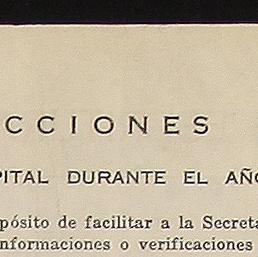 CCIONES
PITAL DURANTE EL AÑO
pósito de facilitar a la Secreta
nformaciones o verificaciones